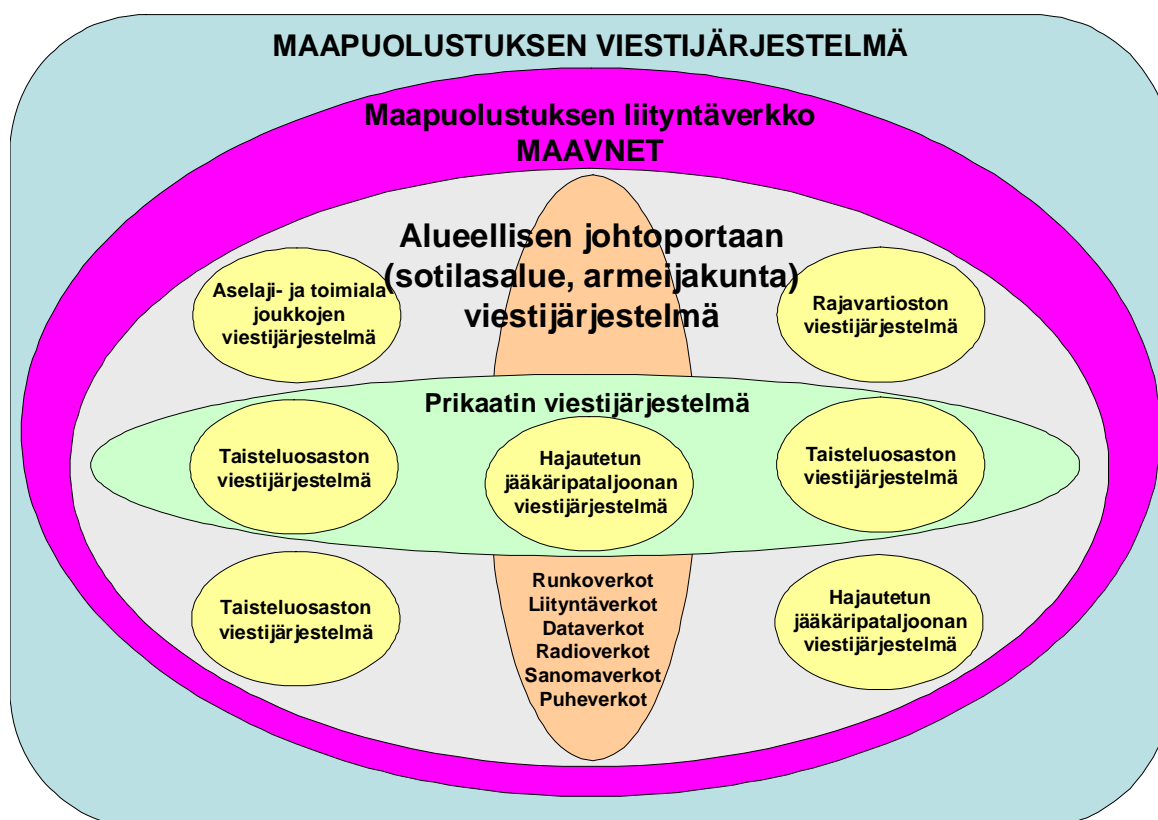 MAAPUOLUSTUKSEN VIESTIJÄRJESTELMÄ
Maapuolustuksen liityntäverkko
MAAVNET
Alueellisen johtoportaan
(sotilasalue, armeijakunta)
viestijärjestelmä
Aselaji- ja toimiala
joukkojen
viestijärjestelmä
Rajavartioston
viestijärjestelmä
Prikaatin viestijärjestelmä
Taisteluosaston
viestijärjestelmä
Hajautetun
jääkäripataljoonan
viestijärjestelmä
Taisteluosaston
viestijärjestelmä
Taisteluosaston
viestijärjestelmä
Runkoverkot
Liityntäverkot
Dataverkot
Radioverkot
Sanomaverkot
Puheverkot
Hajautetun
jääkäripataljoonan
viestijärjestelmä